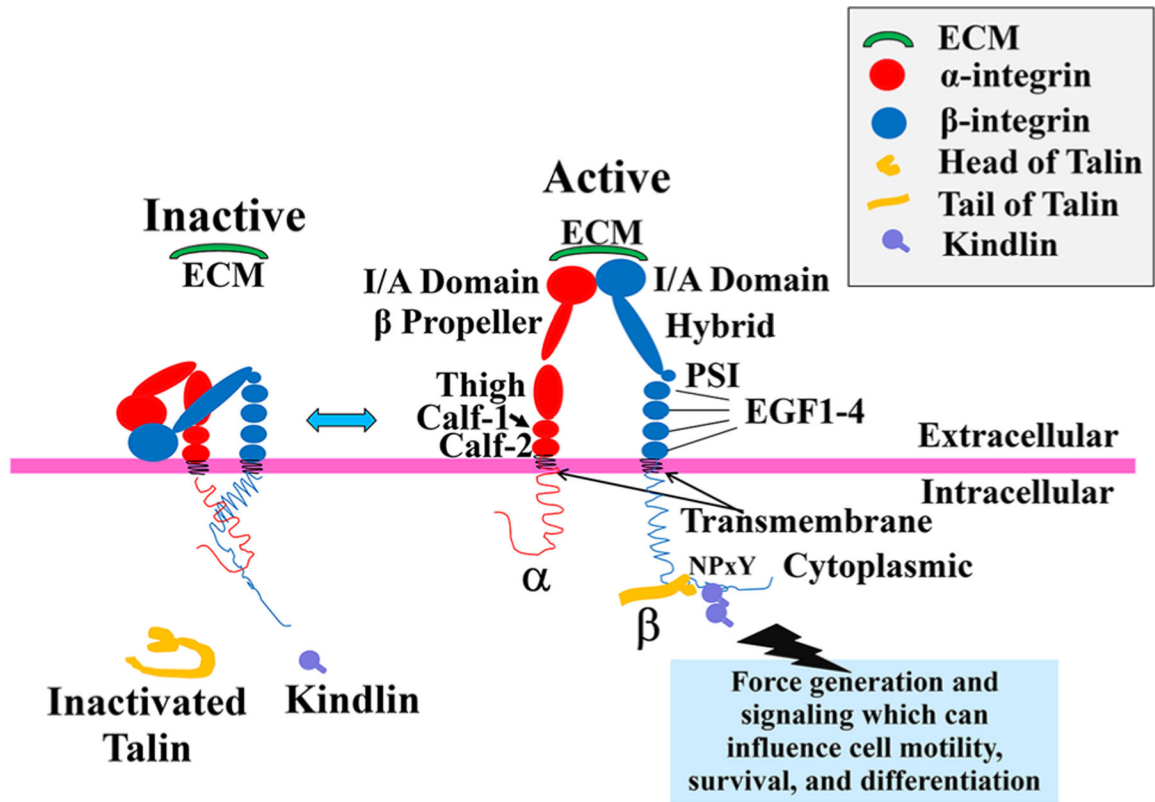 ECM
α-integrin
β-integrin
Head of Talin
Tail of Talin
Kindlin
Inactive
ECM
Active
ECM
I/A Domain
β Propeller
I/A Domain
Hybrid
Thigh
Calf-1
Calf-2
PSI
EGF1-4
Extracellular
Intracellular
Transmembrane
NPxY
Cytoplasmic
α
β
Inactivated
Talin
Kindlin
Force generation and
signaling which can
influence cell motility,
survival, and differentiation